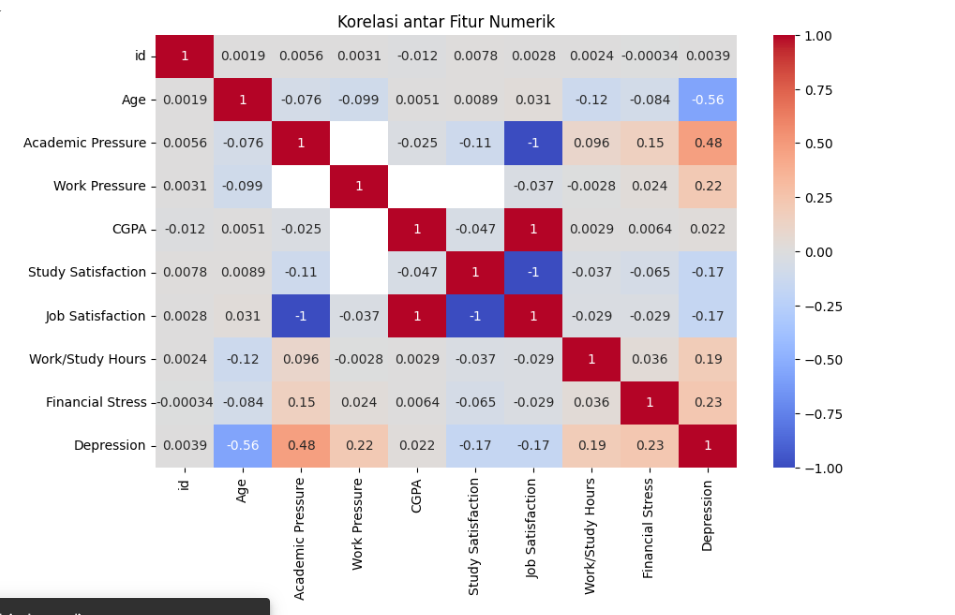 Korelasi antar Fitur Numerik
id 1 0.0019 0.0056 0.0031 -0.012 0.0078 0.0028 0.0024 -0.00034 0.0039
Age 0.0019 1 -0.076 -0.099 0.0051 0.0089 0.031 -0.12 -0.084 -0.56
Academic Pressure 0.0056 -0.076 1 -0.025 -0.11 -1 0.096 0.15 0.48
Work Pressure 0.0031 -0.099 1 -0.037 -0.0028 0.024 0.22
CGPA -0.012 0.0051 -0.025 1 -0.047 1 0.0029 0.0064 0.022
Study Satisfaction 0.0078 0.0089 -0.11 -0.047 1 -1 -0.037 -0.065 -0.17
Job Satisfaction 0.0028 0.031 -1 -0.037 1 -1 1 -0.029 -0.029 -0.17
Work/Study Hours 0.0024 -0.12 0.096 -0.0028 0.0029 -0.037 -0.029 1 0.036 0.19
Financial Stress -0.00034 -0.084 0.15 0.024 0.0064 -0.065 -0.029 0.036 1 0.23
Depression 0.0039 -0.56 0.48 0.22 0.022 -0.17 -0.17 0.19 0.23 1
id
Age
Academic Pressure
Work Pressure
CGPA
Study Satisfaction
Job Satisfaction
Work/Study Hours
Financial Stress
Depression
1.00
0.75
0.50
0.25
0.00
−0.25
−0.50
−0.75
−1.00